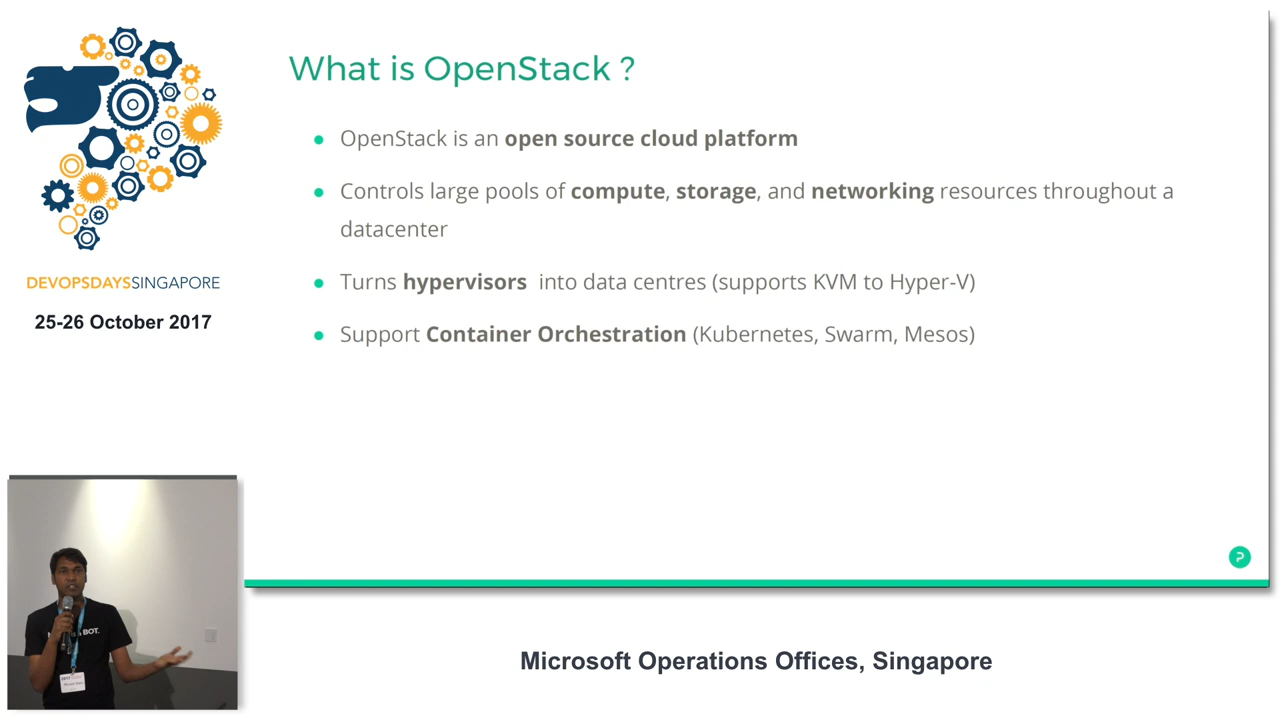 What is OpenStack ?
OpenStack is an open source cloud platform
Controls large pools of compute, storage, and networking resources throughout a
datacenter
Turns hypervisors into data centres (supports KVM to Hyper-V)
Support Container Orchestration (Kubernetes, Swarm, Mesos)
DEVOPSDAYSSINGAPORE
25-26 October 2017
BOT.
2017
Microsoft Operations Offices, Singapore